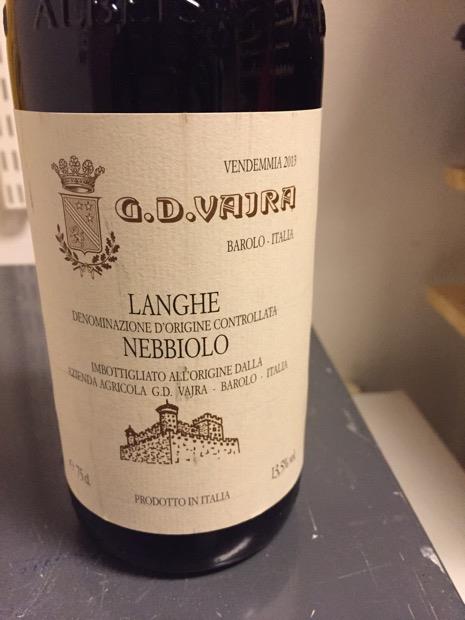 VENDEMMIA 2013
G.D.VAJRA
BAROLO - ITALIA
LANGHE
DENOMINAZIONE D'ORIGINE CONTROLLATA
NEBBIOLO
IMBOTTIGLIATO ALL'ORIGINE DALLA
AZIENDA AGRICOLA G.D. VAJRA - BAROLO - ITALIA
75 cl.
13.5% vol.
PRODOTTO IN ITALIA